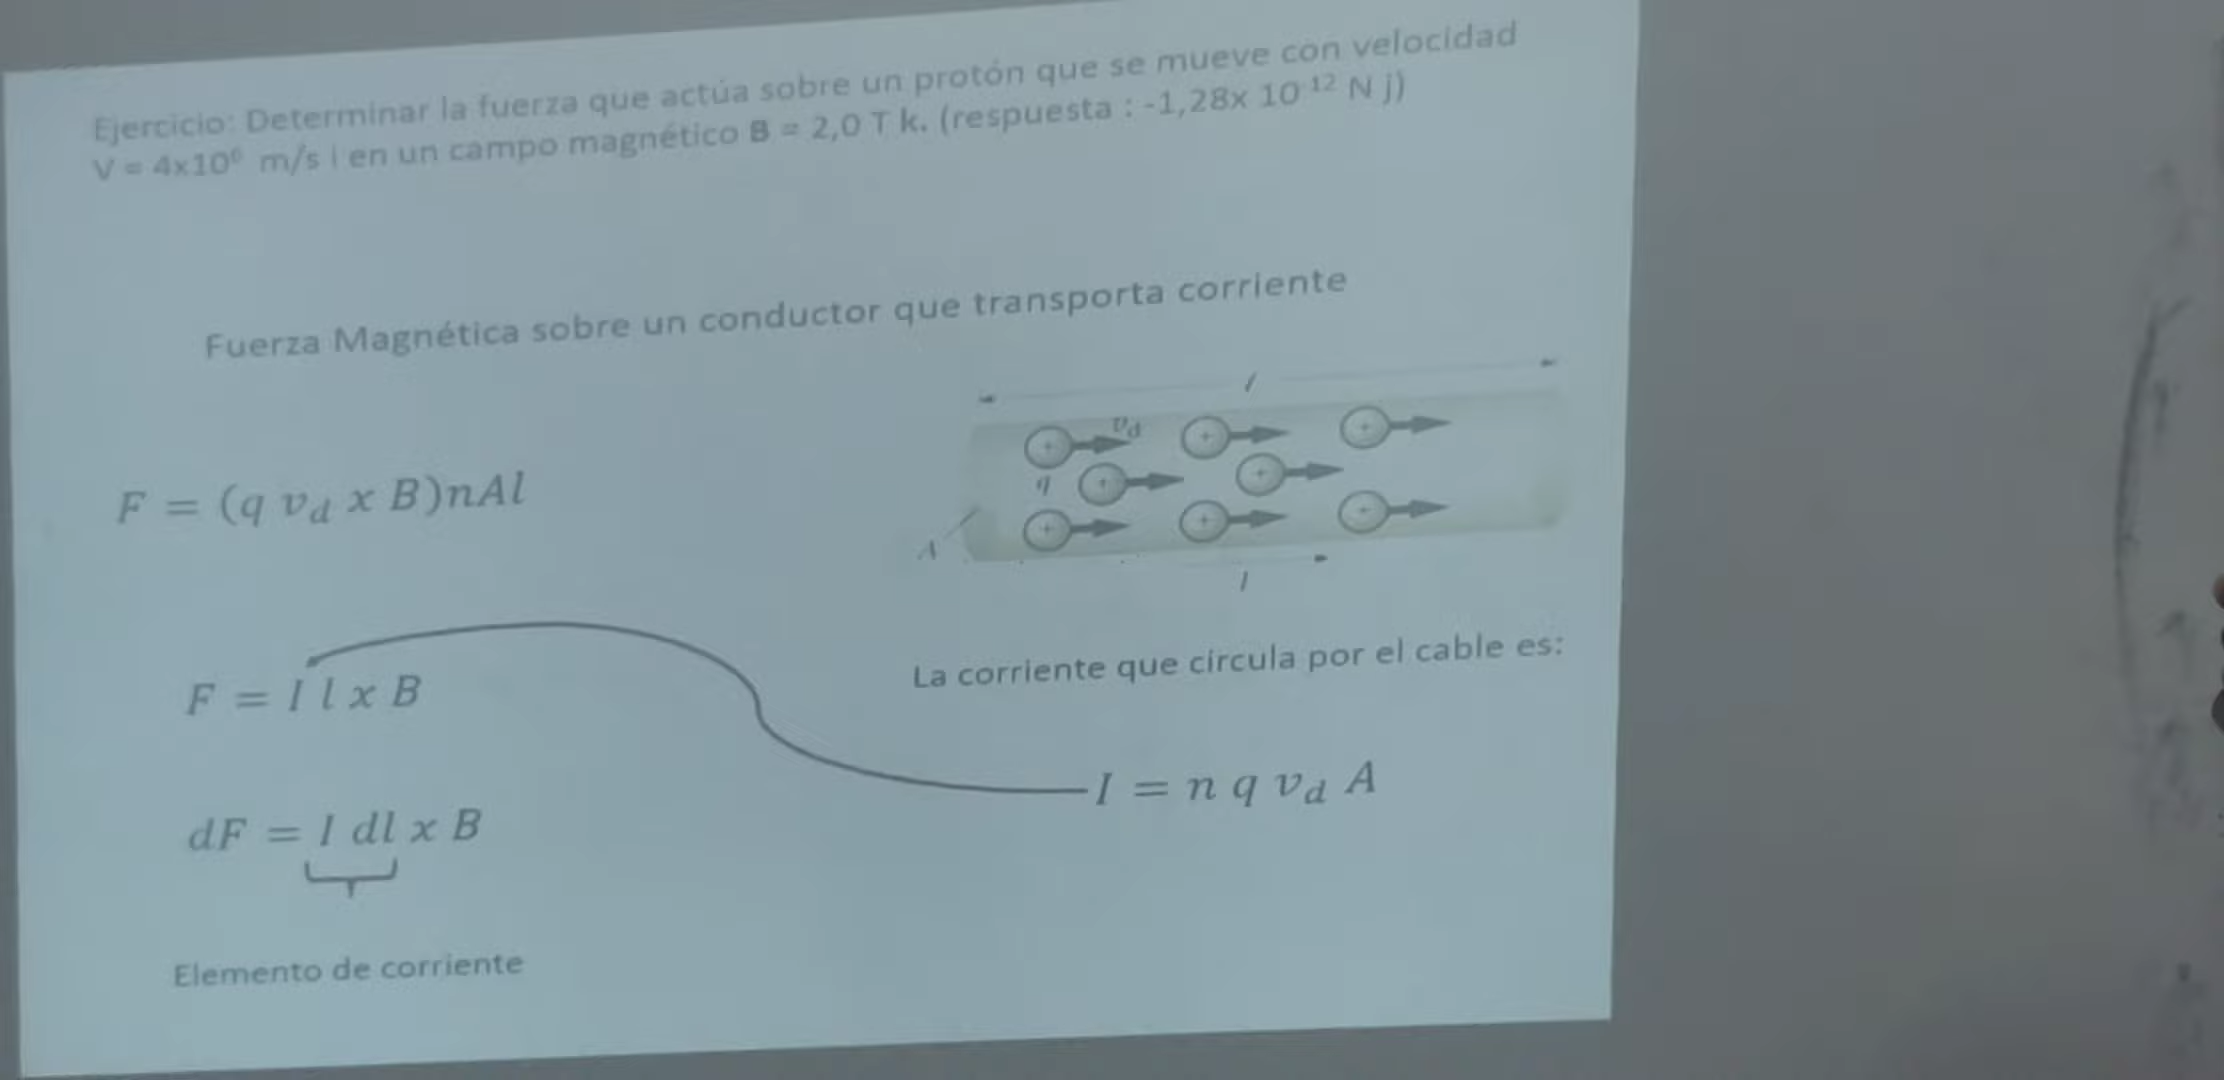 Ejercicio: Determinar la fuerza que actúa sobre un protón que se mueve con velocidad
V = 4x10⁶ m/s i en un campo magnético B = 2,0 T k. (respuesta : -1,28x 10⁻¹² N j)
Fuerza Magnética sobre un conductor que transporta corriente
l
v_d
q
A
l
F = (q v_d x B)nAl
F = I l x B
La corriente que circula por el cable es:
I = n q v_d A
dF = I dl x B
Elemento de corriente